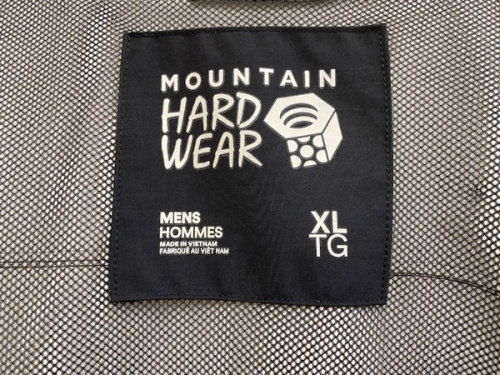 MOUNTAIN
HARD
WEAR
MENS
HOMMES
MADE IN VIETNAM
FABRIQUÉ AU VIÊT NAM
XL
TG